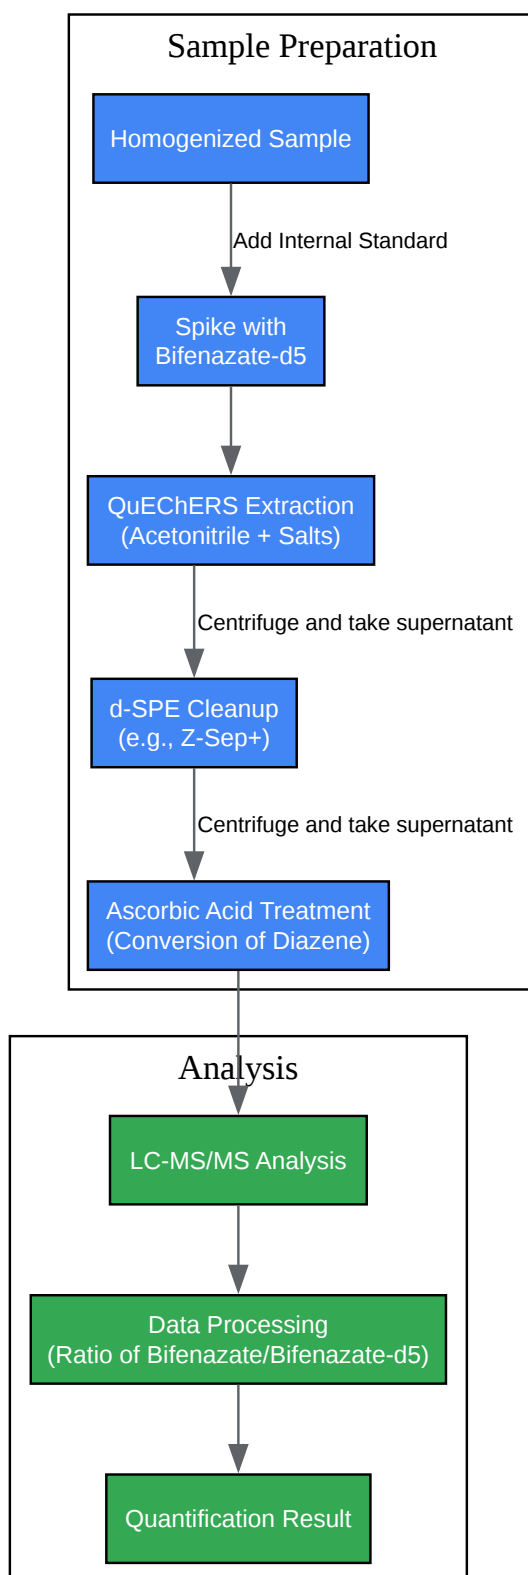 Sample Preparation
Homogenized Sample
Add Internal Standard
Spike with
Bifenazate-d5
QuEChERS Extraction
(Acetonitrile + Salts)
Centrifuge and take supernatant
d-SPE Cleanup
(e.g., Z-Sep+)
Centrifuge and take supernatant
Ascorbic Acid Treatment
(Conversion of Diazene)
Analysis
LC-MS/MS Analysis
Data Processing
(Ratio of Bifenazate/Bifenazate-d5)
Quantification Result